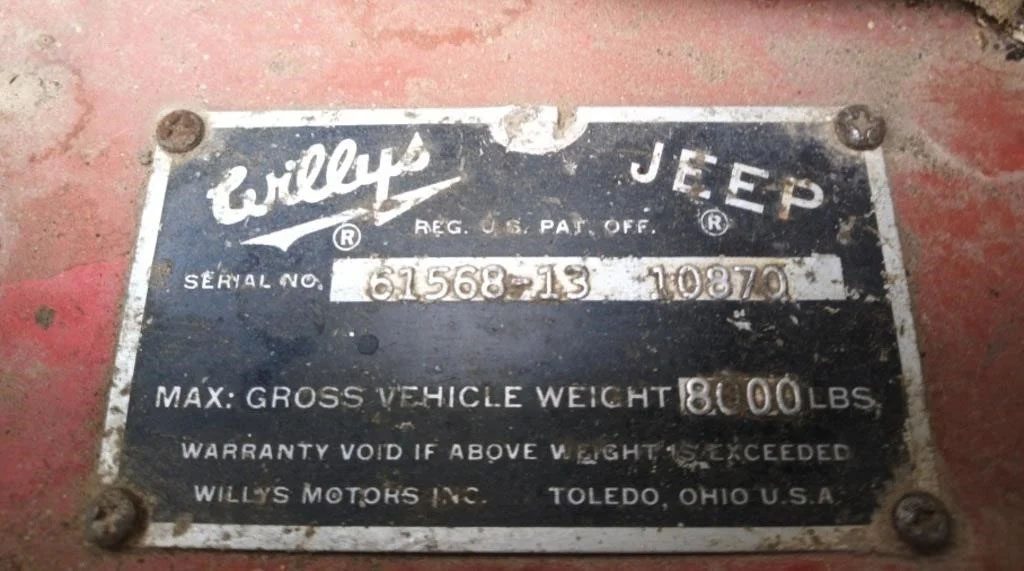 Willys ® JEEP ®
REG. U.S. PAT. OFF.
SERIAL NO. 61568-13 10870
MAX: GROSS VEHICLE WEIGHT 8000 LBS.
WARRANTY VOID IF ABOVE WEIGHT IS EXCEEDED
WILLYS MOTORS INC. TOLEDO, OHIO U.S.A